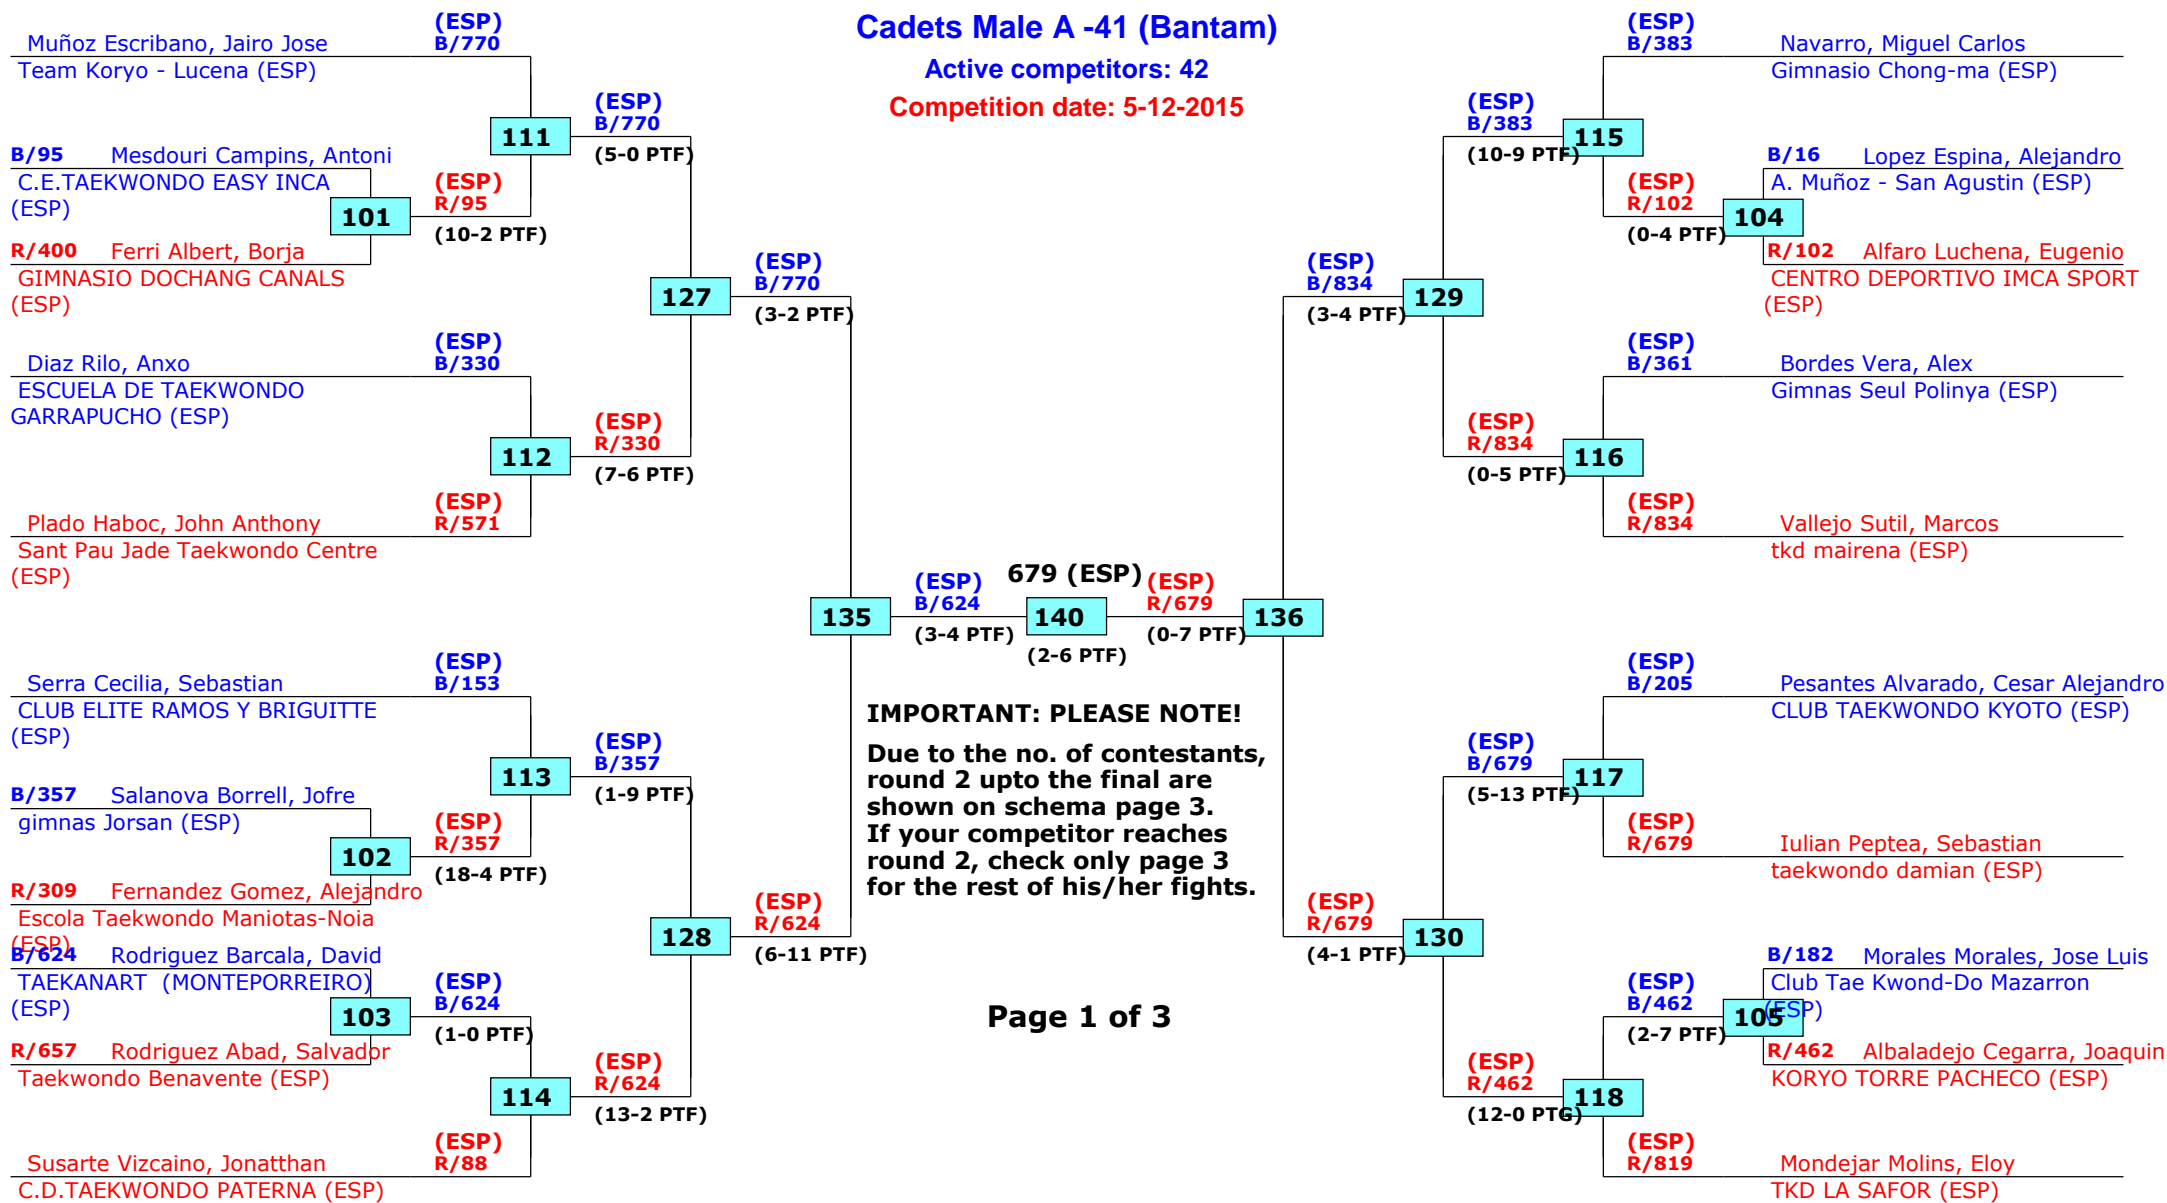 Cadets Male A -41 (Bantam)
Active competitors: 42
Competition date: 5-12-2015
(ESP)
Muñoz Escribano, Jairo Jose B/770
Team Koryo - Lucena (ESP)
111
(ESP)
B/770
(5-0 PTF)
B/95 Mesdouri Campins, Antoni
C.E.TAEKWONDO EASY INCA
(ESP)
101
(ESP)
R/95
(10-2 PTF)
R/400 Ferri Albert, Borja
GIMNASIO DOCHANG CANALS
(ESP)
127
(ESP)
B/770
(3-2 PTF)
(ESP)
Diaz Rilo, Anxo B/330
ESCUELA DE TAEKWONDO
GARRAPUCHO (ESP)
112
(ESP)
R/330
(7-6 PTF)
(ESP)
Plado Haboc, John Anthony R/571
Sant Pau Jade Taekwondo Centre
(ESP)
135
(ESP)
B/624
(3-4 PTF)
679 (ESP)
140
(2-6 PTF)
(ESP)
R/679
(0-7 PTF)
136
(ESP)
Serra Cecilia, Sebastian B/153
CLUB ELITE RAMOS Y BRIGUITTE
(ESP)
113
(ESP)
B/357
(1-9 PTF)
B/357 Salanova Borrell, Jofre
gimnas Jorsan (ESP)
102
(ESP)
R/357
(18-4 PTF)
R/309 Fernandez Gomez, Alejandro
Escola Taekwondo Maniotas-Noia
(ESP)
128
(ESP)
R/624
(6-11 PTF)
B/624 Rodriguez Barcala, David
TAEKANART (MONTEPORREIRO)
(ESP)
103
(ESP)
B/624
(1-0 PTF)
R/657 Rodriguez Abad, Salvador
Taekwondo Benavente (ESP)
114
(ESP)
R/624
(13-2 PTF)
(ESP)
Susarte Vizcaino, Jonatthan R/88
C.D.TAEKWONDO PATERNA (ESP)
IMPORTANT: PLEASE NOTE!
Due to the no. of contestants,
round 2 upto the final are
shown on schema page 3.
If your competitor reaches
round 2, check only page 3
for the rest of his/her fights.
Page 1 of 3
(ESP)
B/383 Navarro, Miguel Carlos
Gimnasio Chong-ma (ESP)
(ESP)
B/383
(10-9 PTF)
115
B/16 Lopez Espina, Alejandro
A. Muñoz - San Agustin (ESP)
(ESP)
R/102
(0-4 PTF)
104
R/102 Alfaro Luchena, Eugenio
CENTRO DEPORTIVO IMCA SPORT
(ESP)
(ESP)
B/834
(3-4 PTF)
129
(ESP)
B/361 Bordes Vera, Alex
Gimnas Seul Polinya (ESP)
(ESP)
R/834
(0-5 PTF)
116
(ESP)
R/834 Vallejo Sutil, Marcos
tkd mairena (ESP)
(ESP)
B/205 Pesantes Alvarado, Cesar Alejandro
CLUB TAEKWONDO KYOTO (ESP)
(ESP)
B/679
(5-13 PTF)
117
(ESP)
R/679 Iulian Peptea, Sebastian
taekwondo damian (ESP)
(ESP)
R/679
(4-1 PTF)
130
B/182 Morales Morales, Jose Luis
Club Tae Kwond-Do Mazarron
(ESP)
(ESP)
B/462
(2-7 PTF)
105
R/462 Albaladejo Cegarra, Joaquin
KORYO TORRE PACHECO (ESP)
(ESP)
R/462
(12-0 PTG)
118
(ESP)
R/819 Mondejar Molins, Eloy
TKD LA SAFOR (ESP)